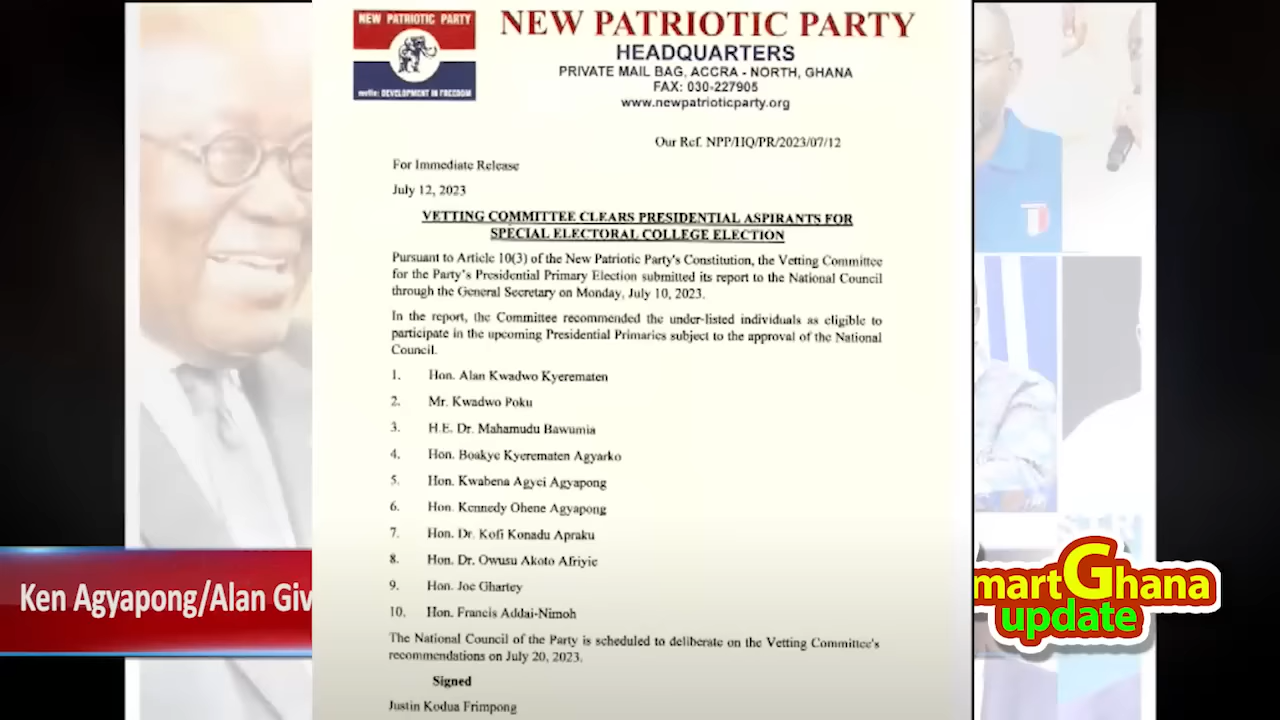 NEW PATRIOTIC PARTY
DEVELOPMENT IN FREEDOM
NEW PATRIOTIC PARTY
HEADQUARTERS
PRIVATE MAIL BAG, ACCRA - NORTH, GHANA
FAX: 030-227905
www.newpatrioticparty.org
Our Ref. NPP/HQ/PR/2023/07/12
For Immediate Release
July 12, 2023
VETTING COMMITTEE CLEARS PRESIDENTIAL ASPIRANTS FOR
SPECIAL ELECTORAL COLLEGE ELECTION
Pursuant to Article 10(3) of the New Patriotic Party's Constitution, the Vetting Committee
for the Party's Presidential Primary Election submitted its report to the National Council
through the General Secretary on Monday, July 10, 2023.
In the report, the Committee recommended the under-listed individuals as eligible to
participate in the upcoming Presidential Primaries subject to the approval of the National
Council.
1. Hon. Alan Kwadwo Kyerematen
2. Mr. Kwadwo Poku
3. H.E. Dr. Mahamudu Bawumia
4. Hon. Boakye Kyerematen Agyarko
5. Hon. Kwabena Agyei Agyapong
6. Hon. Kennedy Ohene Agyapong
7. Hon. Dr. Kofi Konadu Apraku
8. Hon. Dr. Owusu Akoto Afriyie
9. Hon. Joe Ghartey
10. Hon. Francis Addai-Nimoh
The National Council of the Party is scheduled to deliberate on the Vetting Committee's
recommendations on July 20, 2023.
Signed
Justin Kodua Frimpong
Ken Agyapong/Alan Giv
martGhana
update